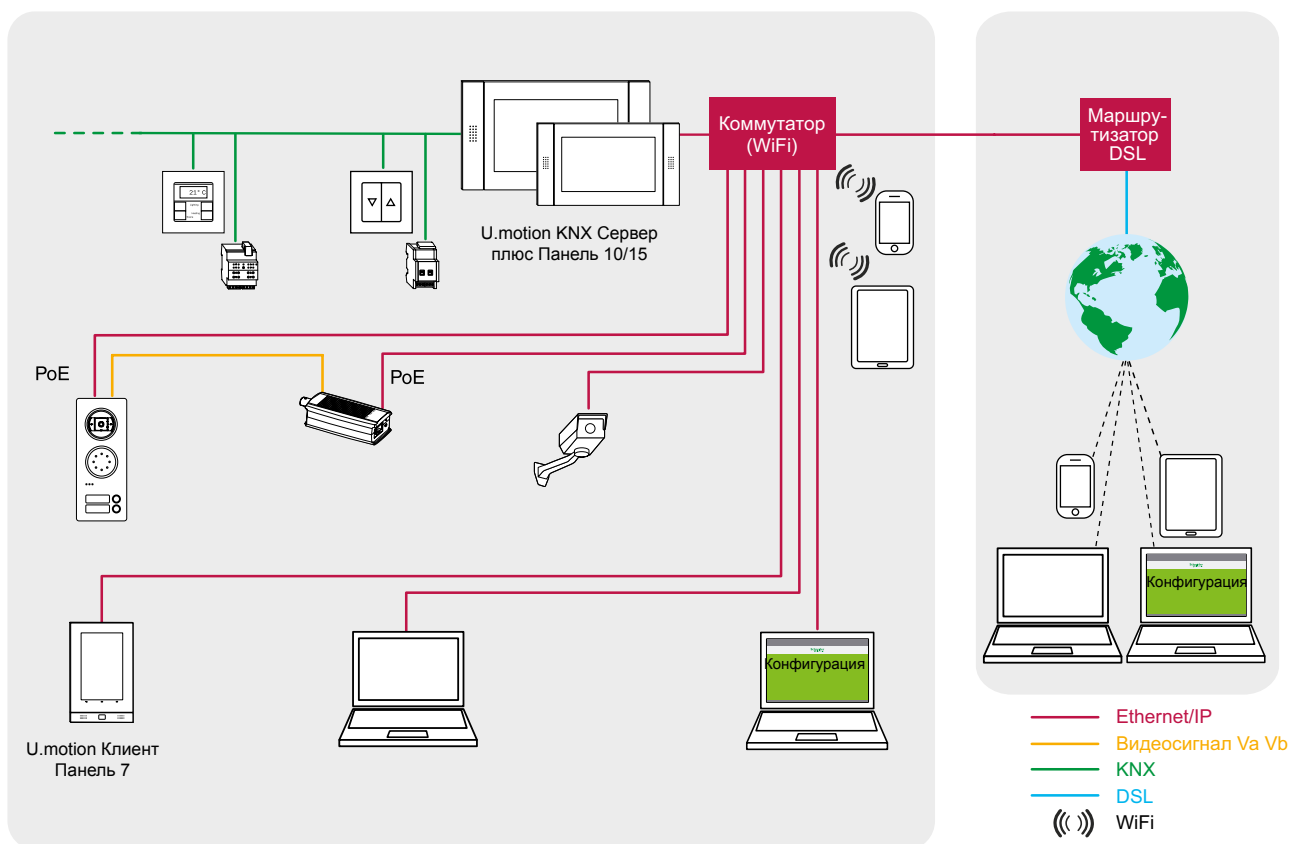 Коммутатор
(WiFi)
Маршру-
тизатор
DSL
21° C
U.motion KNX Сервер
плюс Панель 10/15
PoE
PoE
Конфигурация
Конфигурация
U.motion Клиент
Панель 7
Ethernet/IP
Видеосигнал Va Vb
KNX
DSL
WiFi